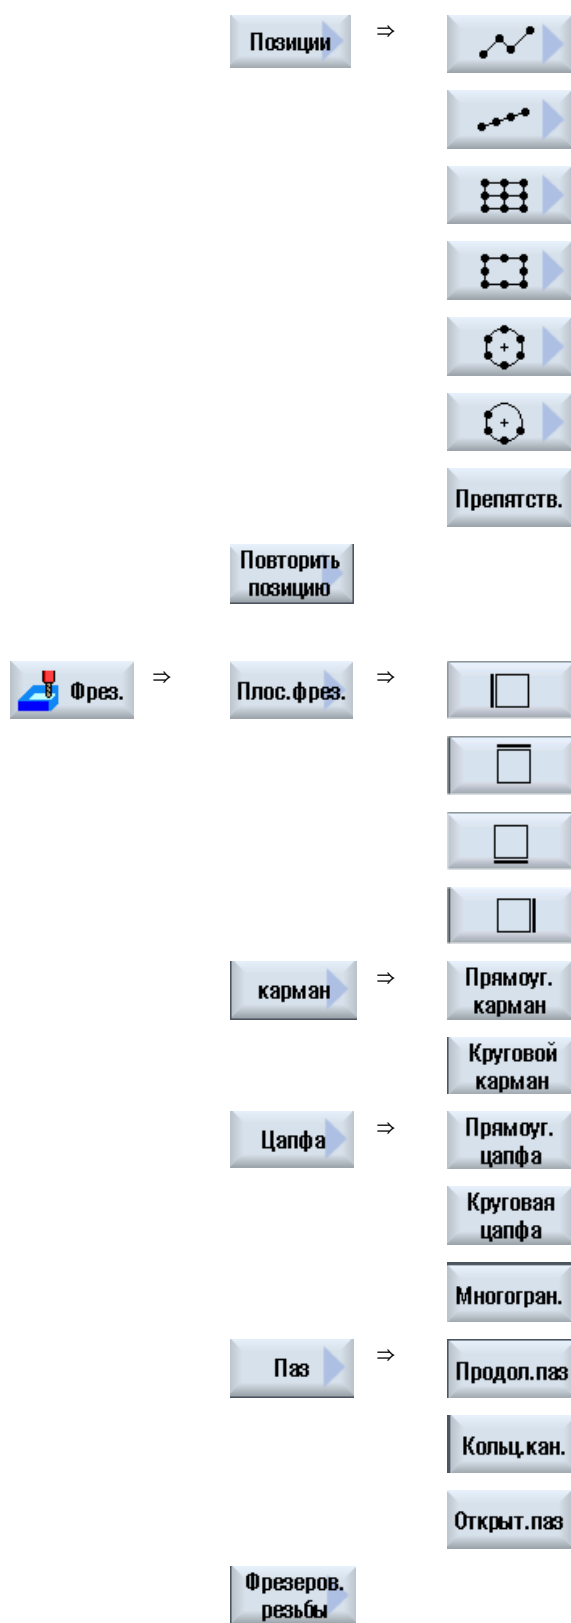 Позиции ⇒
Препятств.
Повторить
позицию
Фрез. ⇒ Плос.фрез. ⇒
карман ⇒ Прямоуг.
карман
Круговой
карман
Цапфа ⇒ Прямоуг.
цапфа
Круговая
цапфа
Многогран.
Паз ⇒ Продол.паз
Кольц.кан.
Открыт.паз
Фрезеров.
резьбы